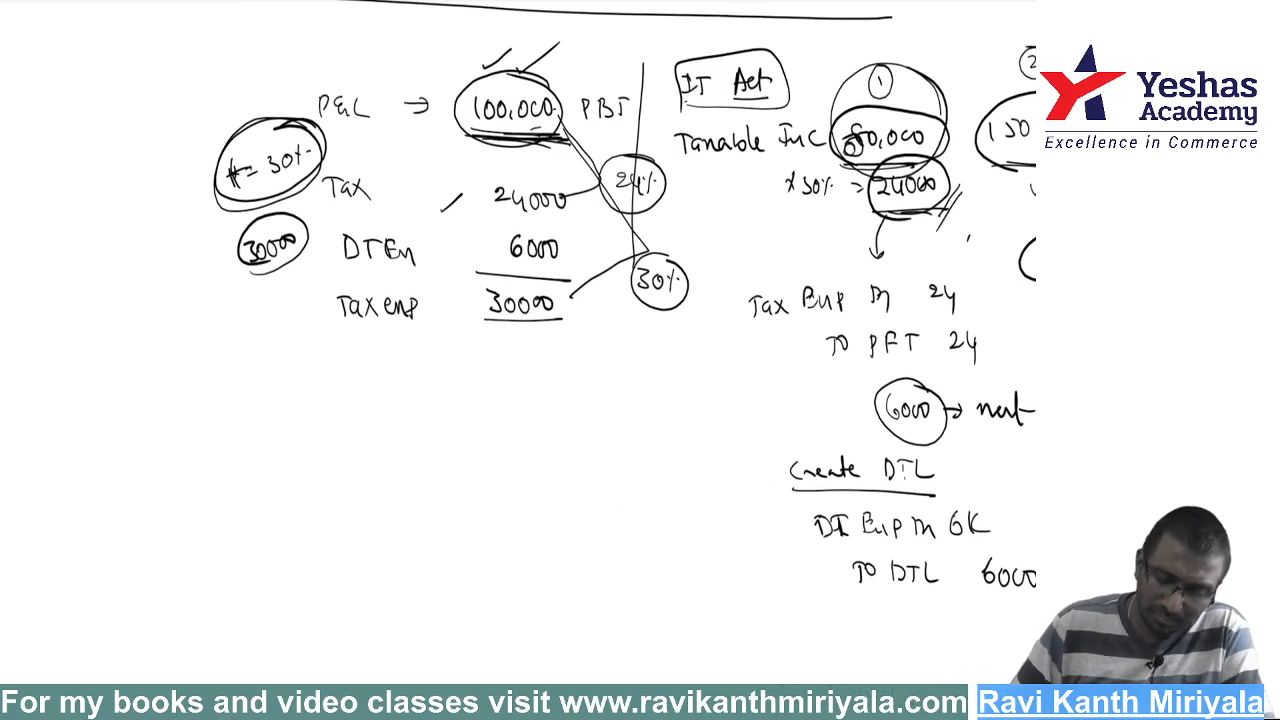 P&L → 100,000 PBT
t = 30%
Tax 24000 24%
30000 DTExp 6000
Tax exp 30000 30%
IT Act
①
Taxable Inc 80,000
x 30% = 24000
150
Tax Exp Dr 24
TO PFT 24
6000 → next
Create DTL
DT Exp Dr 6K
TO DTL 6000
Yeshas
Academy
Excellence in Commerce
For my books and video classes visit www.ravikanthmiriyala.com Ravi Kanth Miriyala